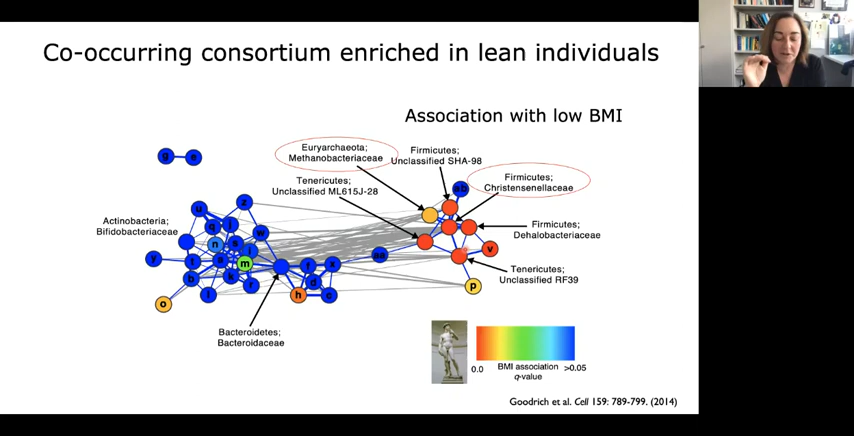 Co-occurring consortium enriched in lean individuals
Association with low BMI
Euryarchaeota;
Methanobacteriaceae
Firmicutes;
Unclassified SHA-98
Tenericutes;
Unclassified ML615J-28
Firmicutes;
Christensenellaceae
Firmicutes;
Dehalobacteriaceae
Tenericutes;
Unclassified RF39
Actinobacteria;
Bifidobacteriaceae
Bacteroidetes;
Bacteroidaceae
g
e
z
u
q
n
s
w
y
t
a
m
b
k
r
o
f
x
d
h
c
aa
ab
v
p
0.0
BMI association
q-value
>0.05
Goodrich et al. Cell 159: 789-799. (2014)